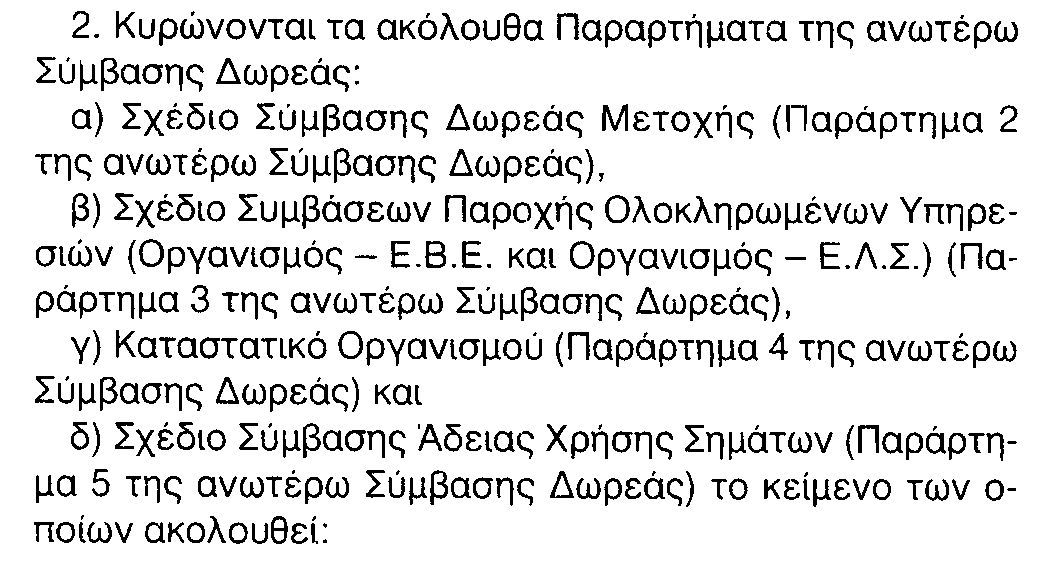 2. Κυρώνονται τα ακόλουθα Παραρτήματα της ανωτέρω
Σύμβασης Δωρεάς:
α) Σχέδιο Σύμβασης Δωρεάς Μετοχής (Παράρτημα 2
της ανωτέρω Σύμβασης Δωρεάς),
β) Σχέδιο Συμβάσεων Παροχής Ολοκληρωμένων Υπηρε-
σιών (Οργανισμός – Ε.Β.Ε. και Οργανισμός – Ε.Λ.Σ.) (Πα-
ράρτημα 3 της ανωτέρω Σύμβασης Δωρεάς),
γ) Καταστατικό Οργανισμού (Παράρτημα 4 της ανωτέρω
Σύμβασης Δωρεάς) και
δ) Σχέδιο Σύμβασης Άδειας Χρήσης Σημάτων (Παράρτη-
μα 5 της ανωτέρω Σύμβασης Δωρεάς) το κείμενο των ο-
ποίων ακολουθεί: